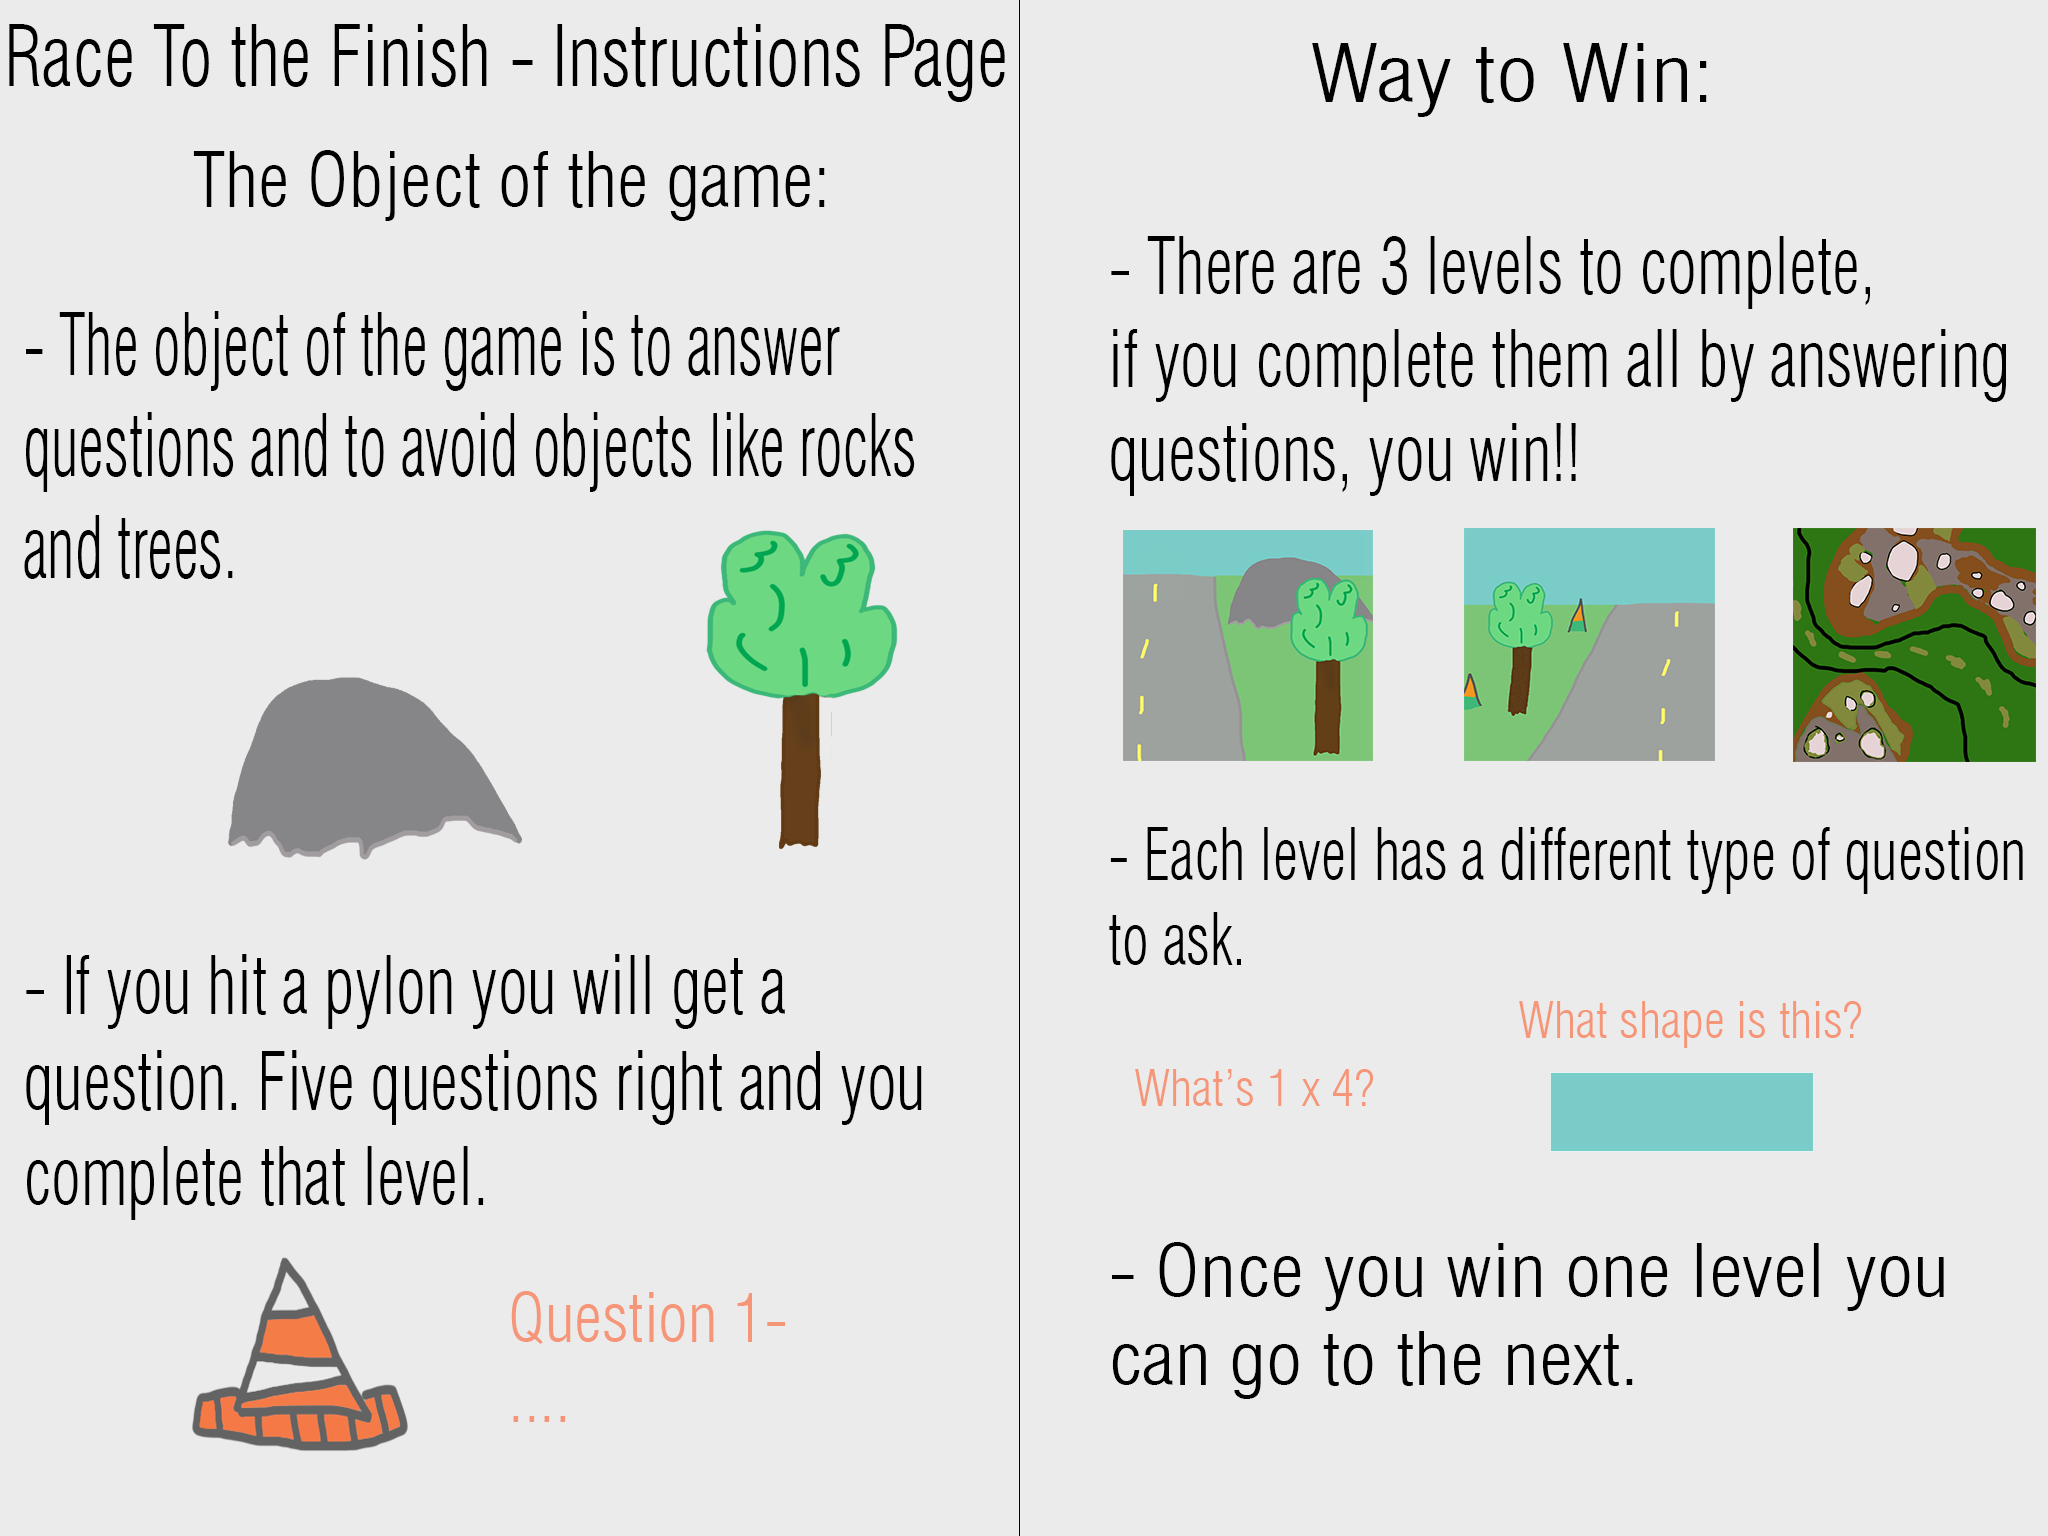 Race To the Finish - Instructions Page
The Object of the game:
- The object of the game is to answer
questions and to avoid objects like rocks
and trees.
- If you hit a pylon you will get a
question. Five questions right and you
complete that level.
Question 1-
....
Way to Win:
- There are 3 levels to complete,
if you complete them all by answering
questions, you win!!
- Each level has a different type of question
to ask.
What shape is this?
What's 1 x 4?
- Once you win one level you
can go to the next.